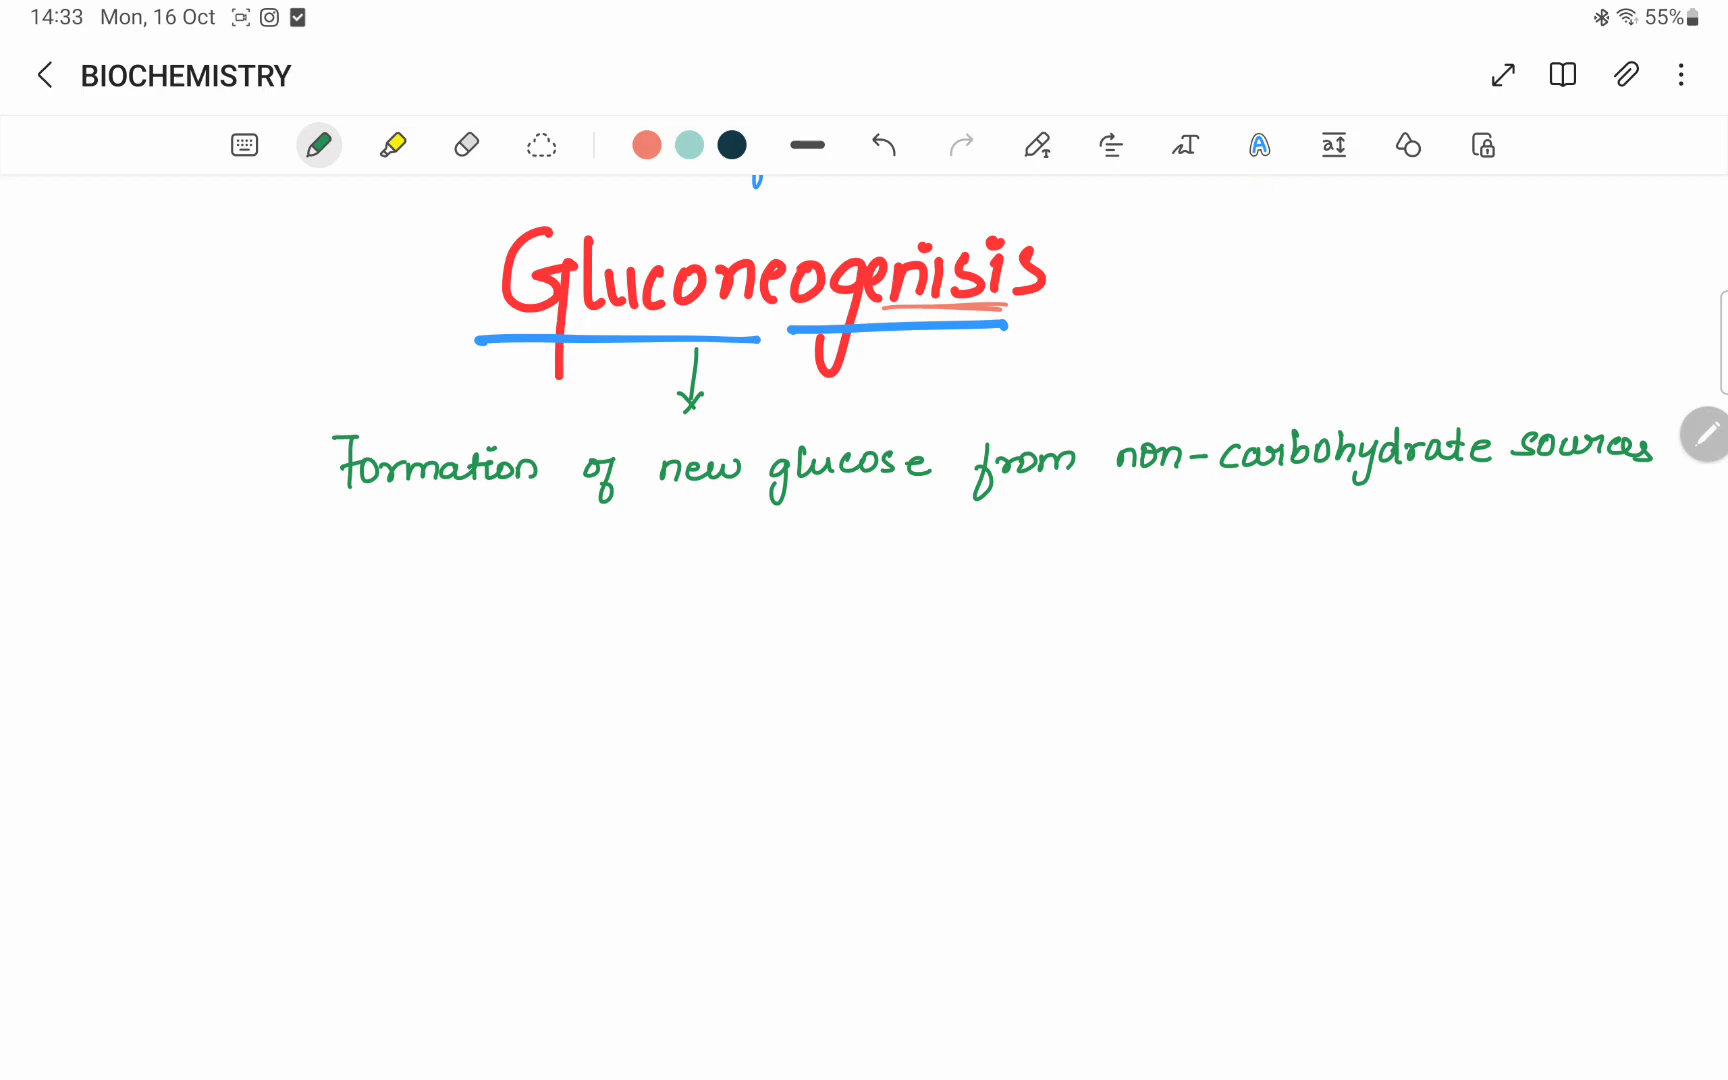 14:33 Mon, 16 Oct 55%
BIOCHEMISTRY
Gluconeogenisis
Formation of new glucose from non-carbohydrate sources